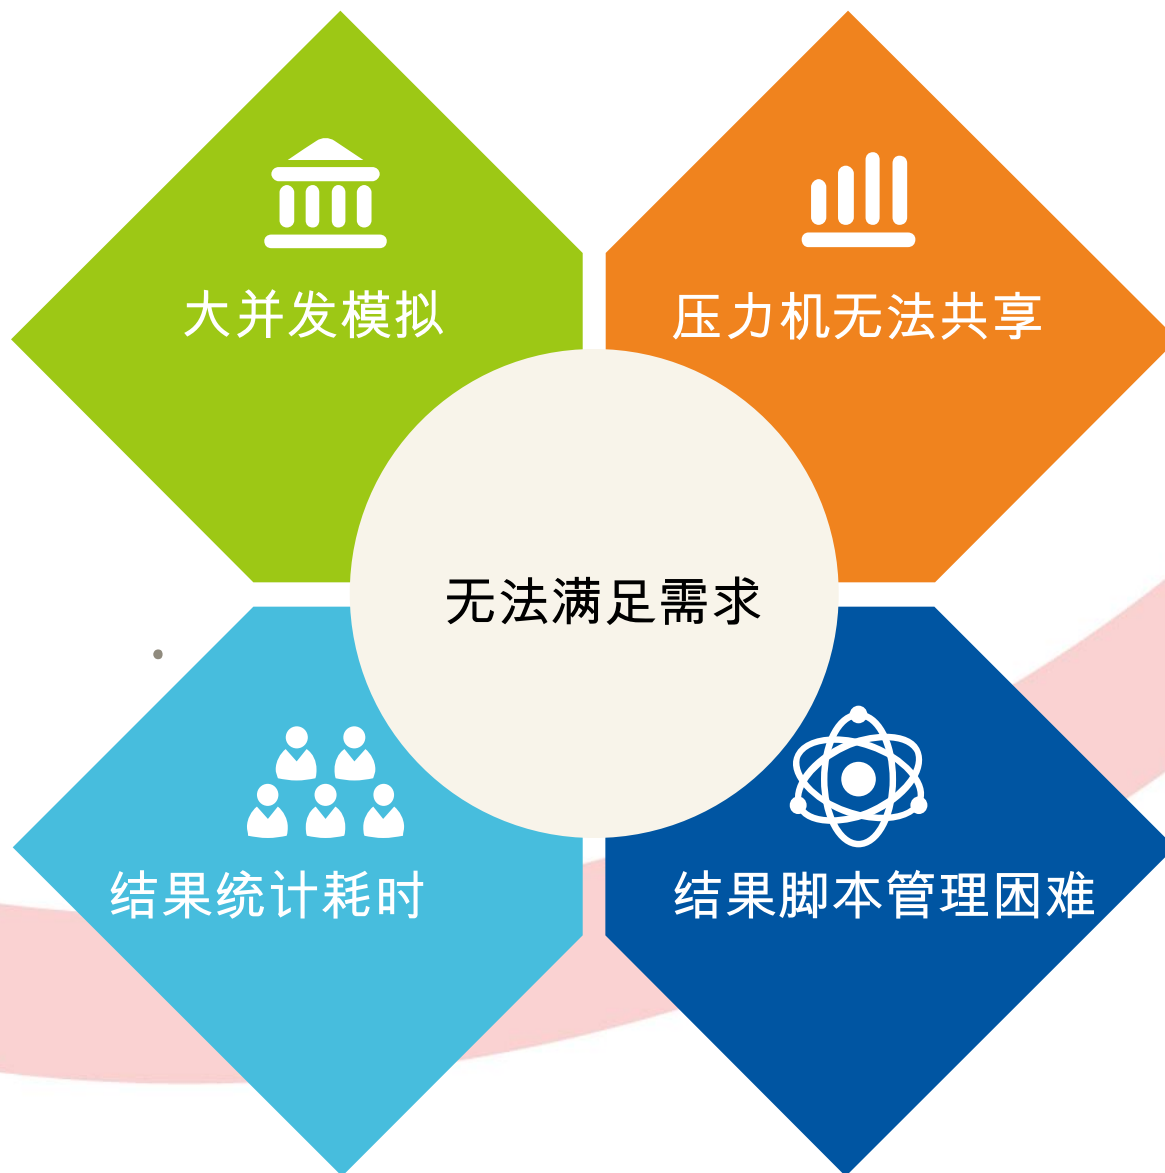 大并发模拟
压力机无法共享
无法满足需求
结果统计耗时
结果脚本管理困难